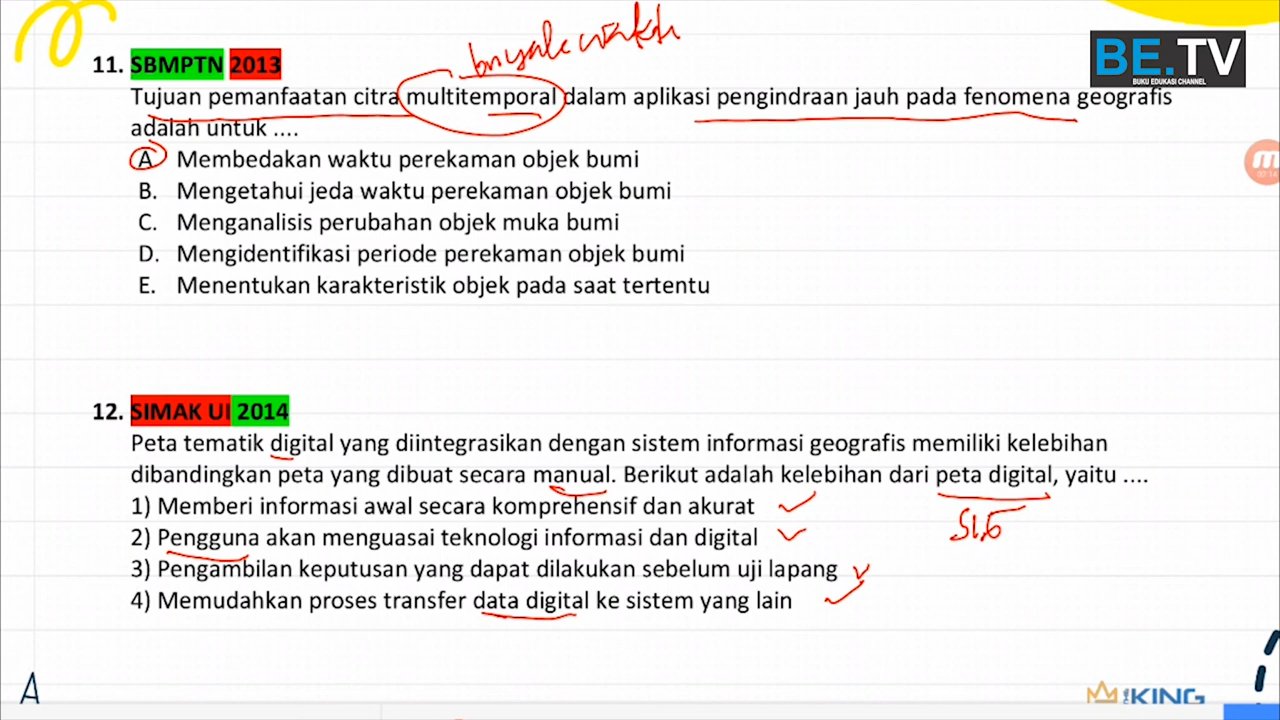 banyak waktu
BE.TV
BUKU EDUKASI CHANNEL
11. SBMPTN 2013
Tujuan pemanfaatan citra multitemporal dalam aplikasi pengindraan jauh pada fenomena geografis
adalah untuk ....
A Membedakan waktu perekaman objek bumi
B. Mengetahui jeda waktu perekaman objek bumi
C. Menganalisis perubahan objek muka bumi
D. Mengidentifikasi periode perekaman objek bumi
E. Menentukan karakteristik objek pada saat tertentu
12. SIMAK UI 2014
Peta tematik digital yang diintegrasikan dengan sistem informasi geografis memiliki kelebihan
dibandingkan peta yang dibuat secara manual. Berikut adalah kelebihan dari peta digital, yaitu ....
1) Memberi informasi awal secara komprehensif dan akurat
SIG
2) Pengguna akan menguasai teknologi informasi dan digital
3) Pengambilan keputusan yang dapat dilakukan sebelum uji lapang
4) Memudahkan proses transfer data digital ke sistem yang lain
A
KING